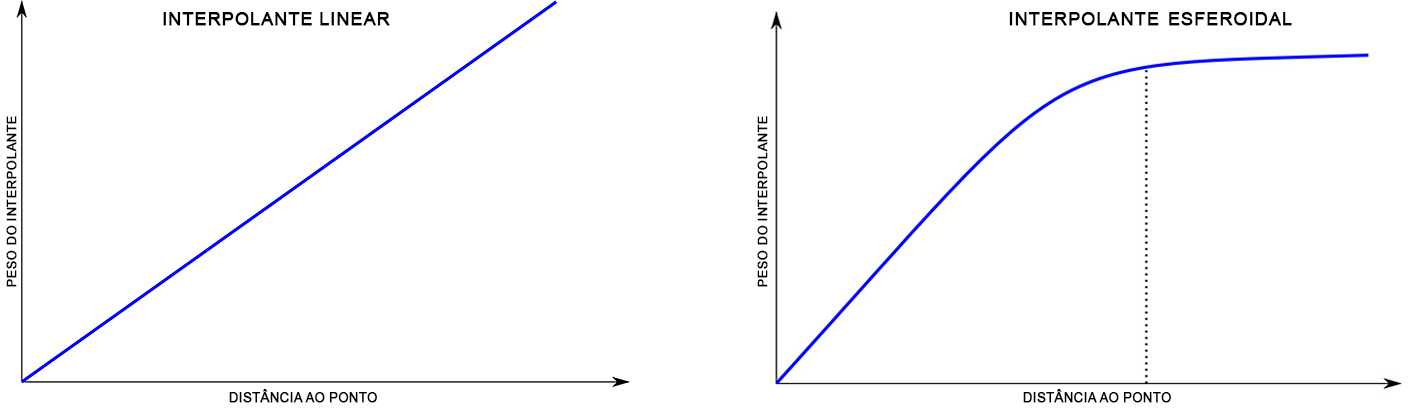 INTERPOLANTE LINEAR
PESO DO INTERPOLANTE
DISTÂNCIA AO PONTO
INTERPOLANTE ESFEROIDAL
PESO DO INTERPOLANTE
DISTÂNCIA AO PONTO